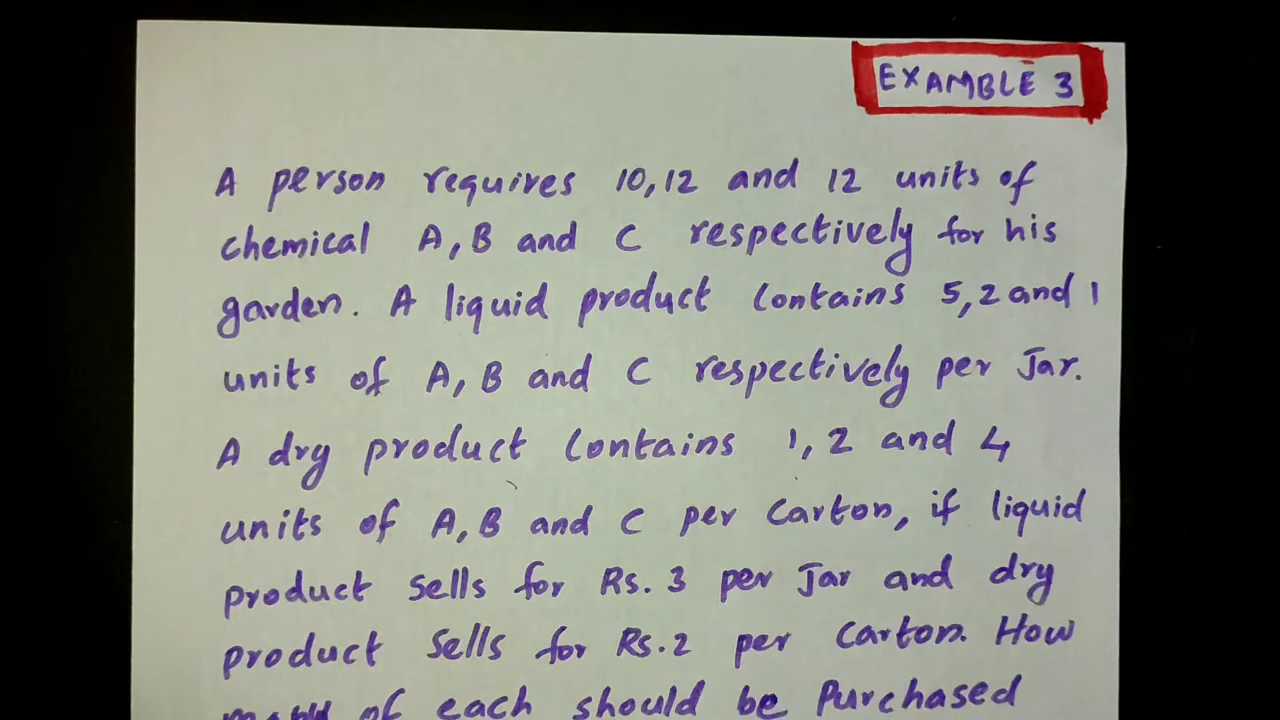 EXAMBLE 3
A person requires 10,12 and 12 units of
chemical A, B and C respectively for his
garden. A liquid product contains 5,2 and 1
units of A, B and C respectively per Jar.
A dry product contains 1,2 and 4
units of A, B and C per carton, if liquid
product sells for Rs. 3 per Jar and dry
product sells for Rs.2 per carton. How
many of each should be Purchased